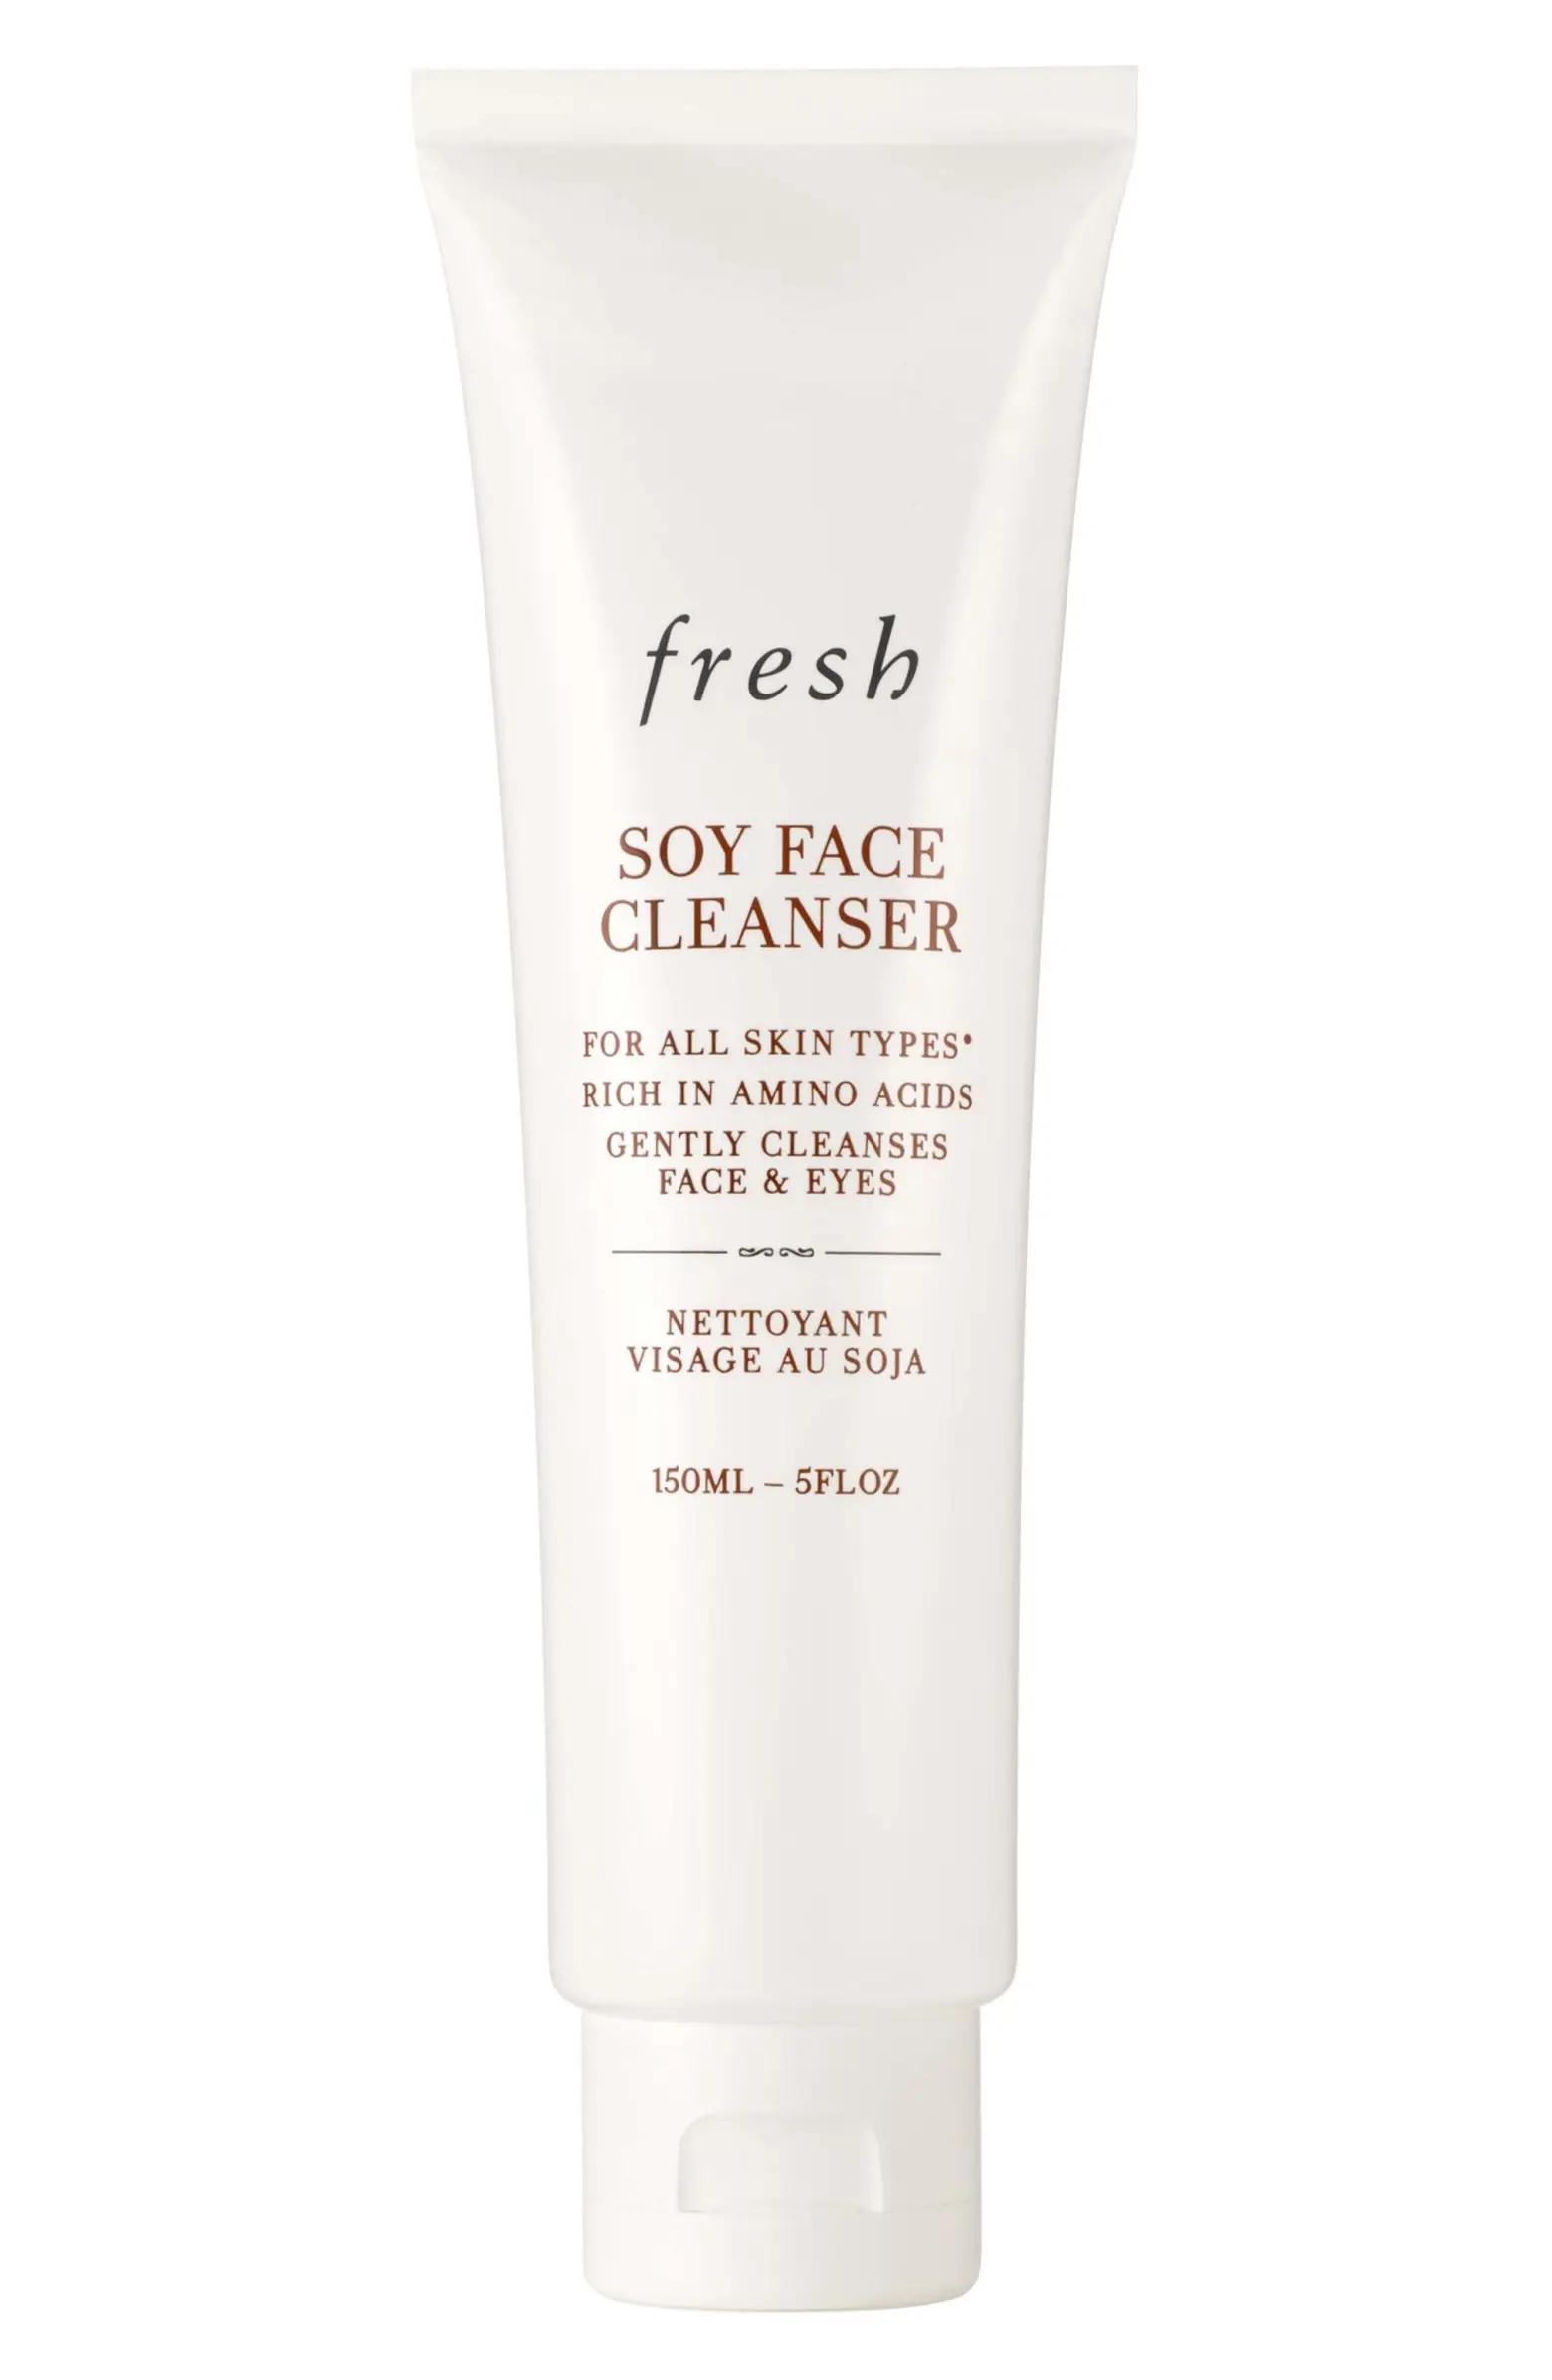 fresh
SOY FACE
CLEANSER
FOR ALL SKIN TYPES•
RICH IN AMINO ACIDS
GENTLY CLEANSES
FACE & EYES
NETTOYANT
VISAGE AU SOJA
150ML – 5FLOZ